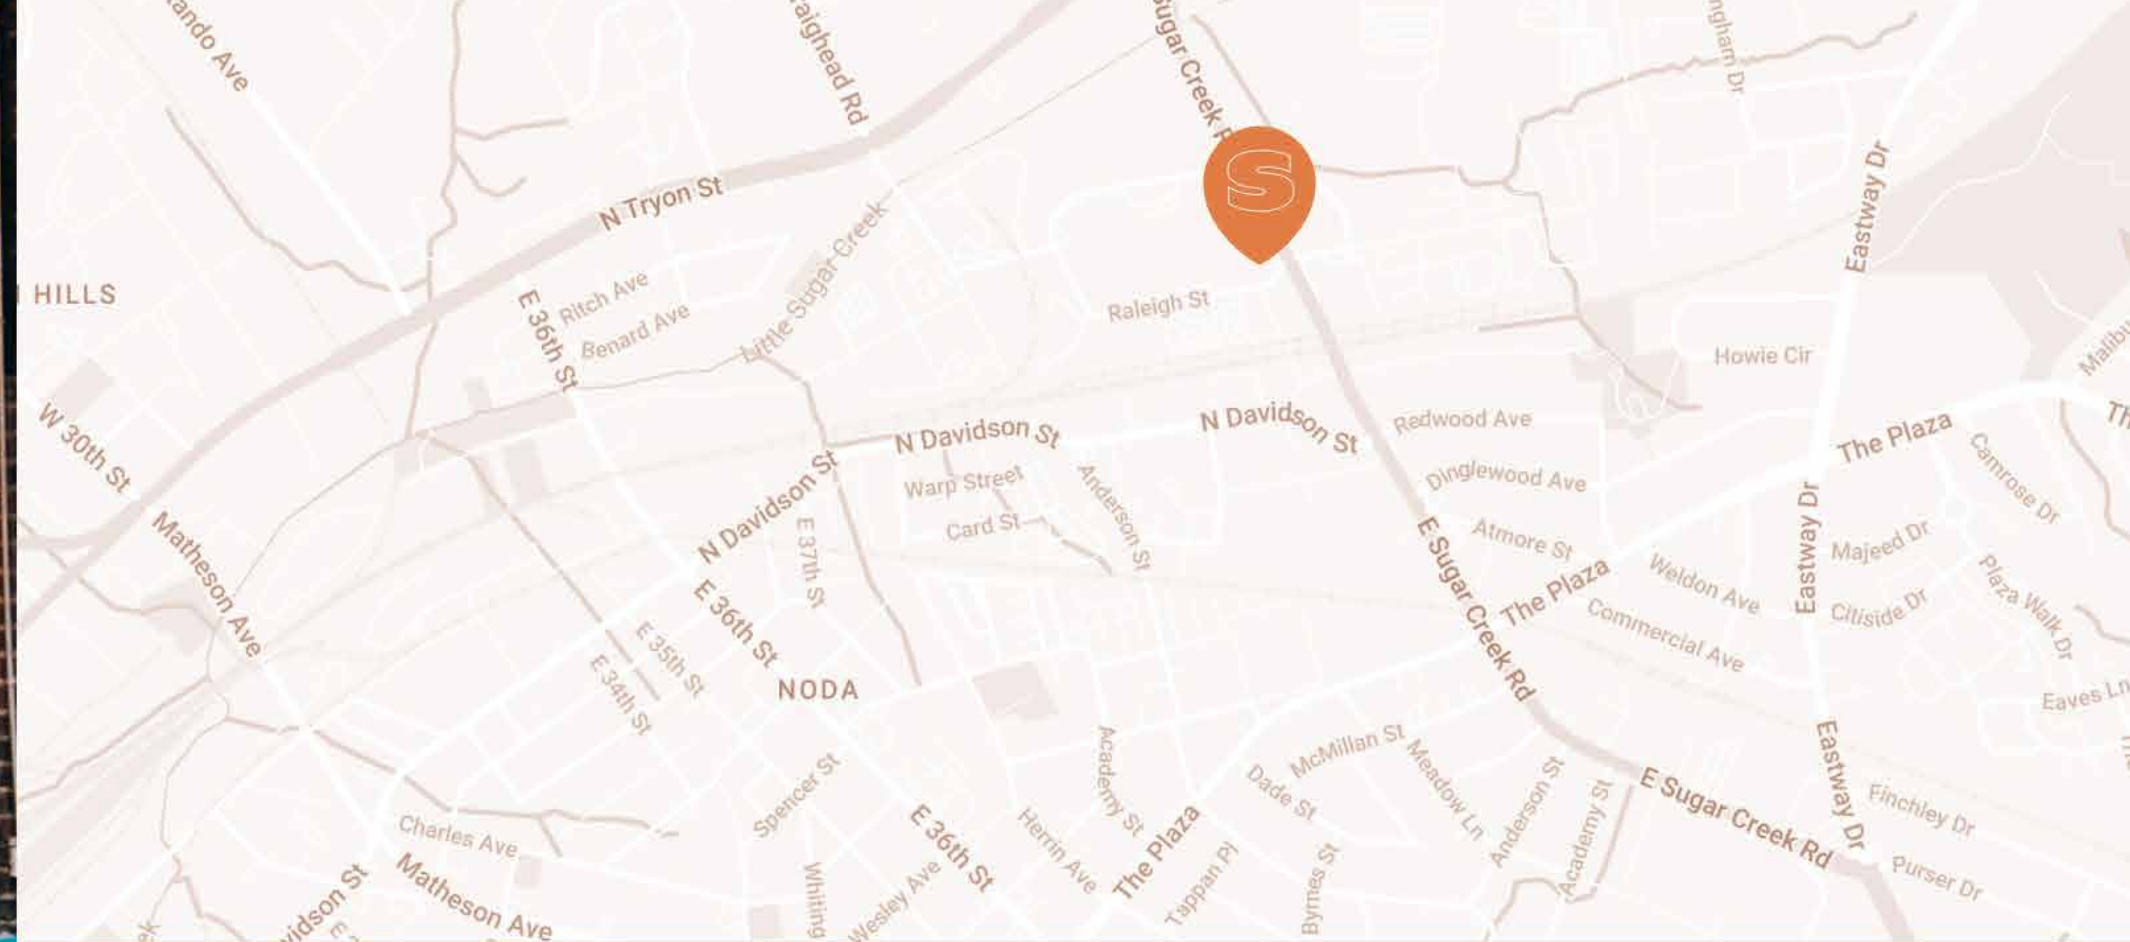 ando Ave
aighead Rd
Sugar Creek R
ngham Dr
S
N Tryon St
Eastway Dr
Little Sugar Creek
HILLS
Ritch Ave
E 36th St
Benard Ave
Raleigh St
Howie Cir
Malibu
W 30th St
N Davidson St
N Davidson St
Redwood Ave
The Plaza
Th
Camrose Dr
N Davidson St
Warp Street
Anderson St
Dinglewood Ave
Eastway Dr
Card St
E 37th St
Matheson Ave
E Sugar Creek Rd
Atmore St
The Plaza
Weldon Ave
Majeed Dr
Citiside Dr
Plaza Walk Dr
Commercial Ave
E 36th St
E 35th St
E 34th St
NODA
Eaves Ln
Spencer St
Academy St
McMillan St
Dade St
Meadow Ln
Anderson St
Academy St
E Sugar Creek Rd
Eastway Dr
Finchley Dr
Purser Dr
Charles Ave
Matheson Ave
vidson St
E
ek
Whiting
Wesley Ave
E 36th St
Herrin Ave
The Plaza
Tappan Pl
Byrnes St